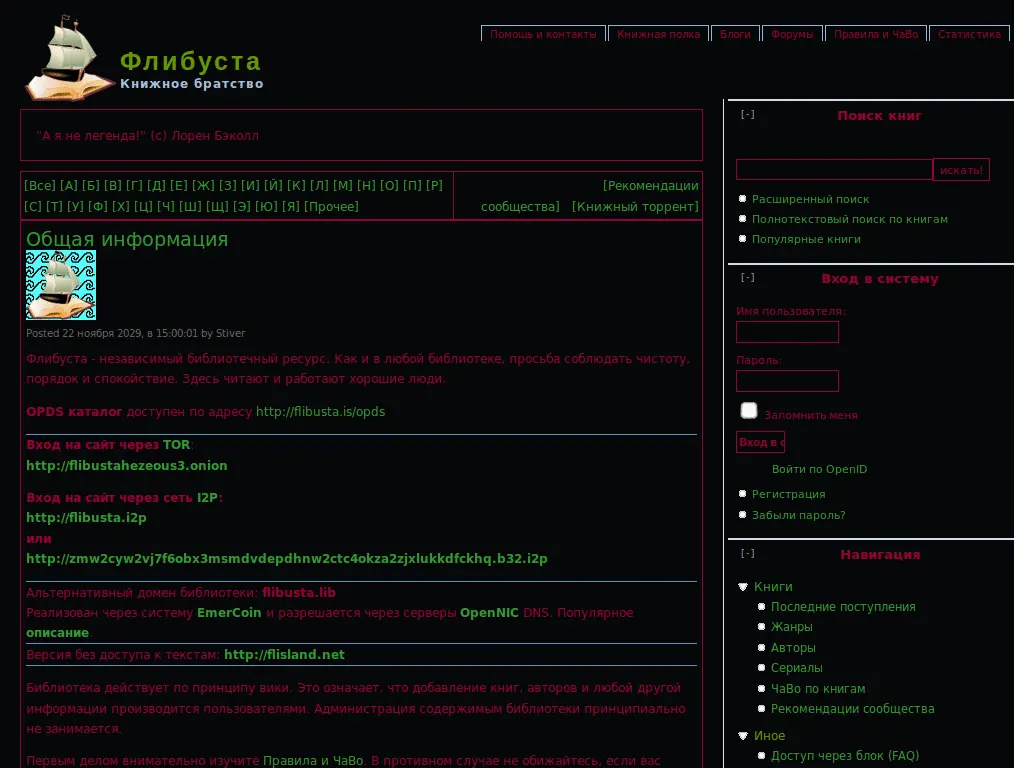 Помощь и контакты
Книжная полка
Блоги
Форумы
Правила и ЧаВо
Статистика
Флибуста
Книжное братство
"А я не легенда!" (с) Лорен Бэколл
[Все] [А] [Б] [В] [Г] [Д] [Е] [Ж] [З] [И] [Й] [К] [Л] [М] [Н] [О] [П] [Р]
[С] [Т] [У] [Ф] [Х] [Ц] [Ч] [Ш] [Щ] [Э] [Ю] [Я] [Прочее]
[Рекомендации
сообщества] [Книжный торрент]
Общая информация
Posted 22 ноября 2029, в 15:00:01 by Stiver
Флибуста - независимый библиотечный ресурс. Как и в любой библиотеке, просьба соблюдать чистоту,
порядок и спокойствие. Здесь читают и работают хорошие люди.
OPDS каталог доступен по адресу http://flibusta.is/opds
Вход на сайт через TOR:
http://flibustahezeous3.onion
Вход на сайт через сеть I2P:
http://flibusta.i2p
или
http://zmw2cyw2vj7f6obx3msmdvdepdhnw2ctc4okza2zjxlukkdfckhq.b32.i2p
Альтернативный домен библиотеки: flibusta.lib
Реализован через систему EmerCoin и разрешается через серверы OpenNIC DNS. Популярное
описание.
Версия без доступа к текстам: http://flisland.net
Библиотека действует по принципу вики. Это означает, что добавление книг, авторов и любой другой
информации производится пользователями. Администрация содержимым библиотеки принципиально
не занимается.
Первым делом внимательно изучите Правила и ЧаВо. В противном случае не обижайтесь, если вас
[-] Поиск книг
искать!
Расширенный поиск
Полнотекстовый поиск по книгам
Популярные книги
[-] Вход в систему
Имя пользователя:
Пароль:
Запомнить меня
Вход в с
Войти по OpenID
Регистрация
Забыли пароль?
[-] Навигация
Книги
Последние поступления
Жанры
Авторы
Сериалы
ЧаВо по книгам
Рекомендации сообщества
Иное
Доступ через блок (FAQ)